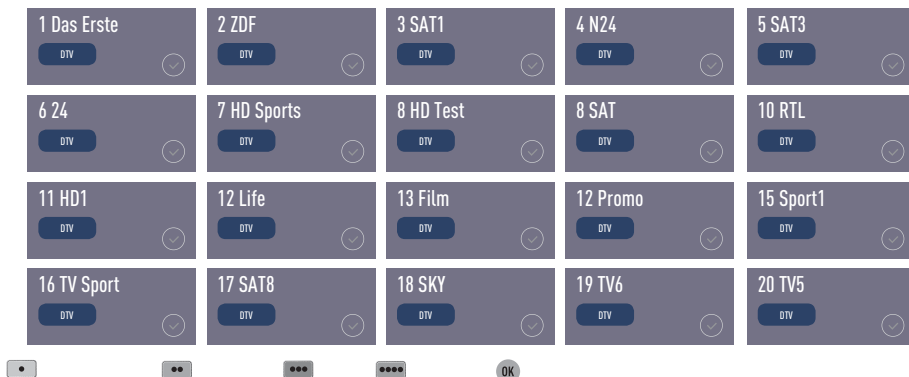 1 Das Erste 2 ZDF 3 SAT1 4 N24 5 SAT3
DTV DTV DTV DTV DTV
6 24 7 HD Sports 8 HD Test 8 SAT 10 RTL
DTV DTV DTV DTV DTV
11 HD1 12 Life 13 Film 12 Promo 15 Sport1
DTV DTV DTV DTV DTV
16 TV Sport 17 SAT8 18 SKY 19 TV6 20 TV5
DTV DTV DTV DTV DTV
OK